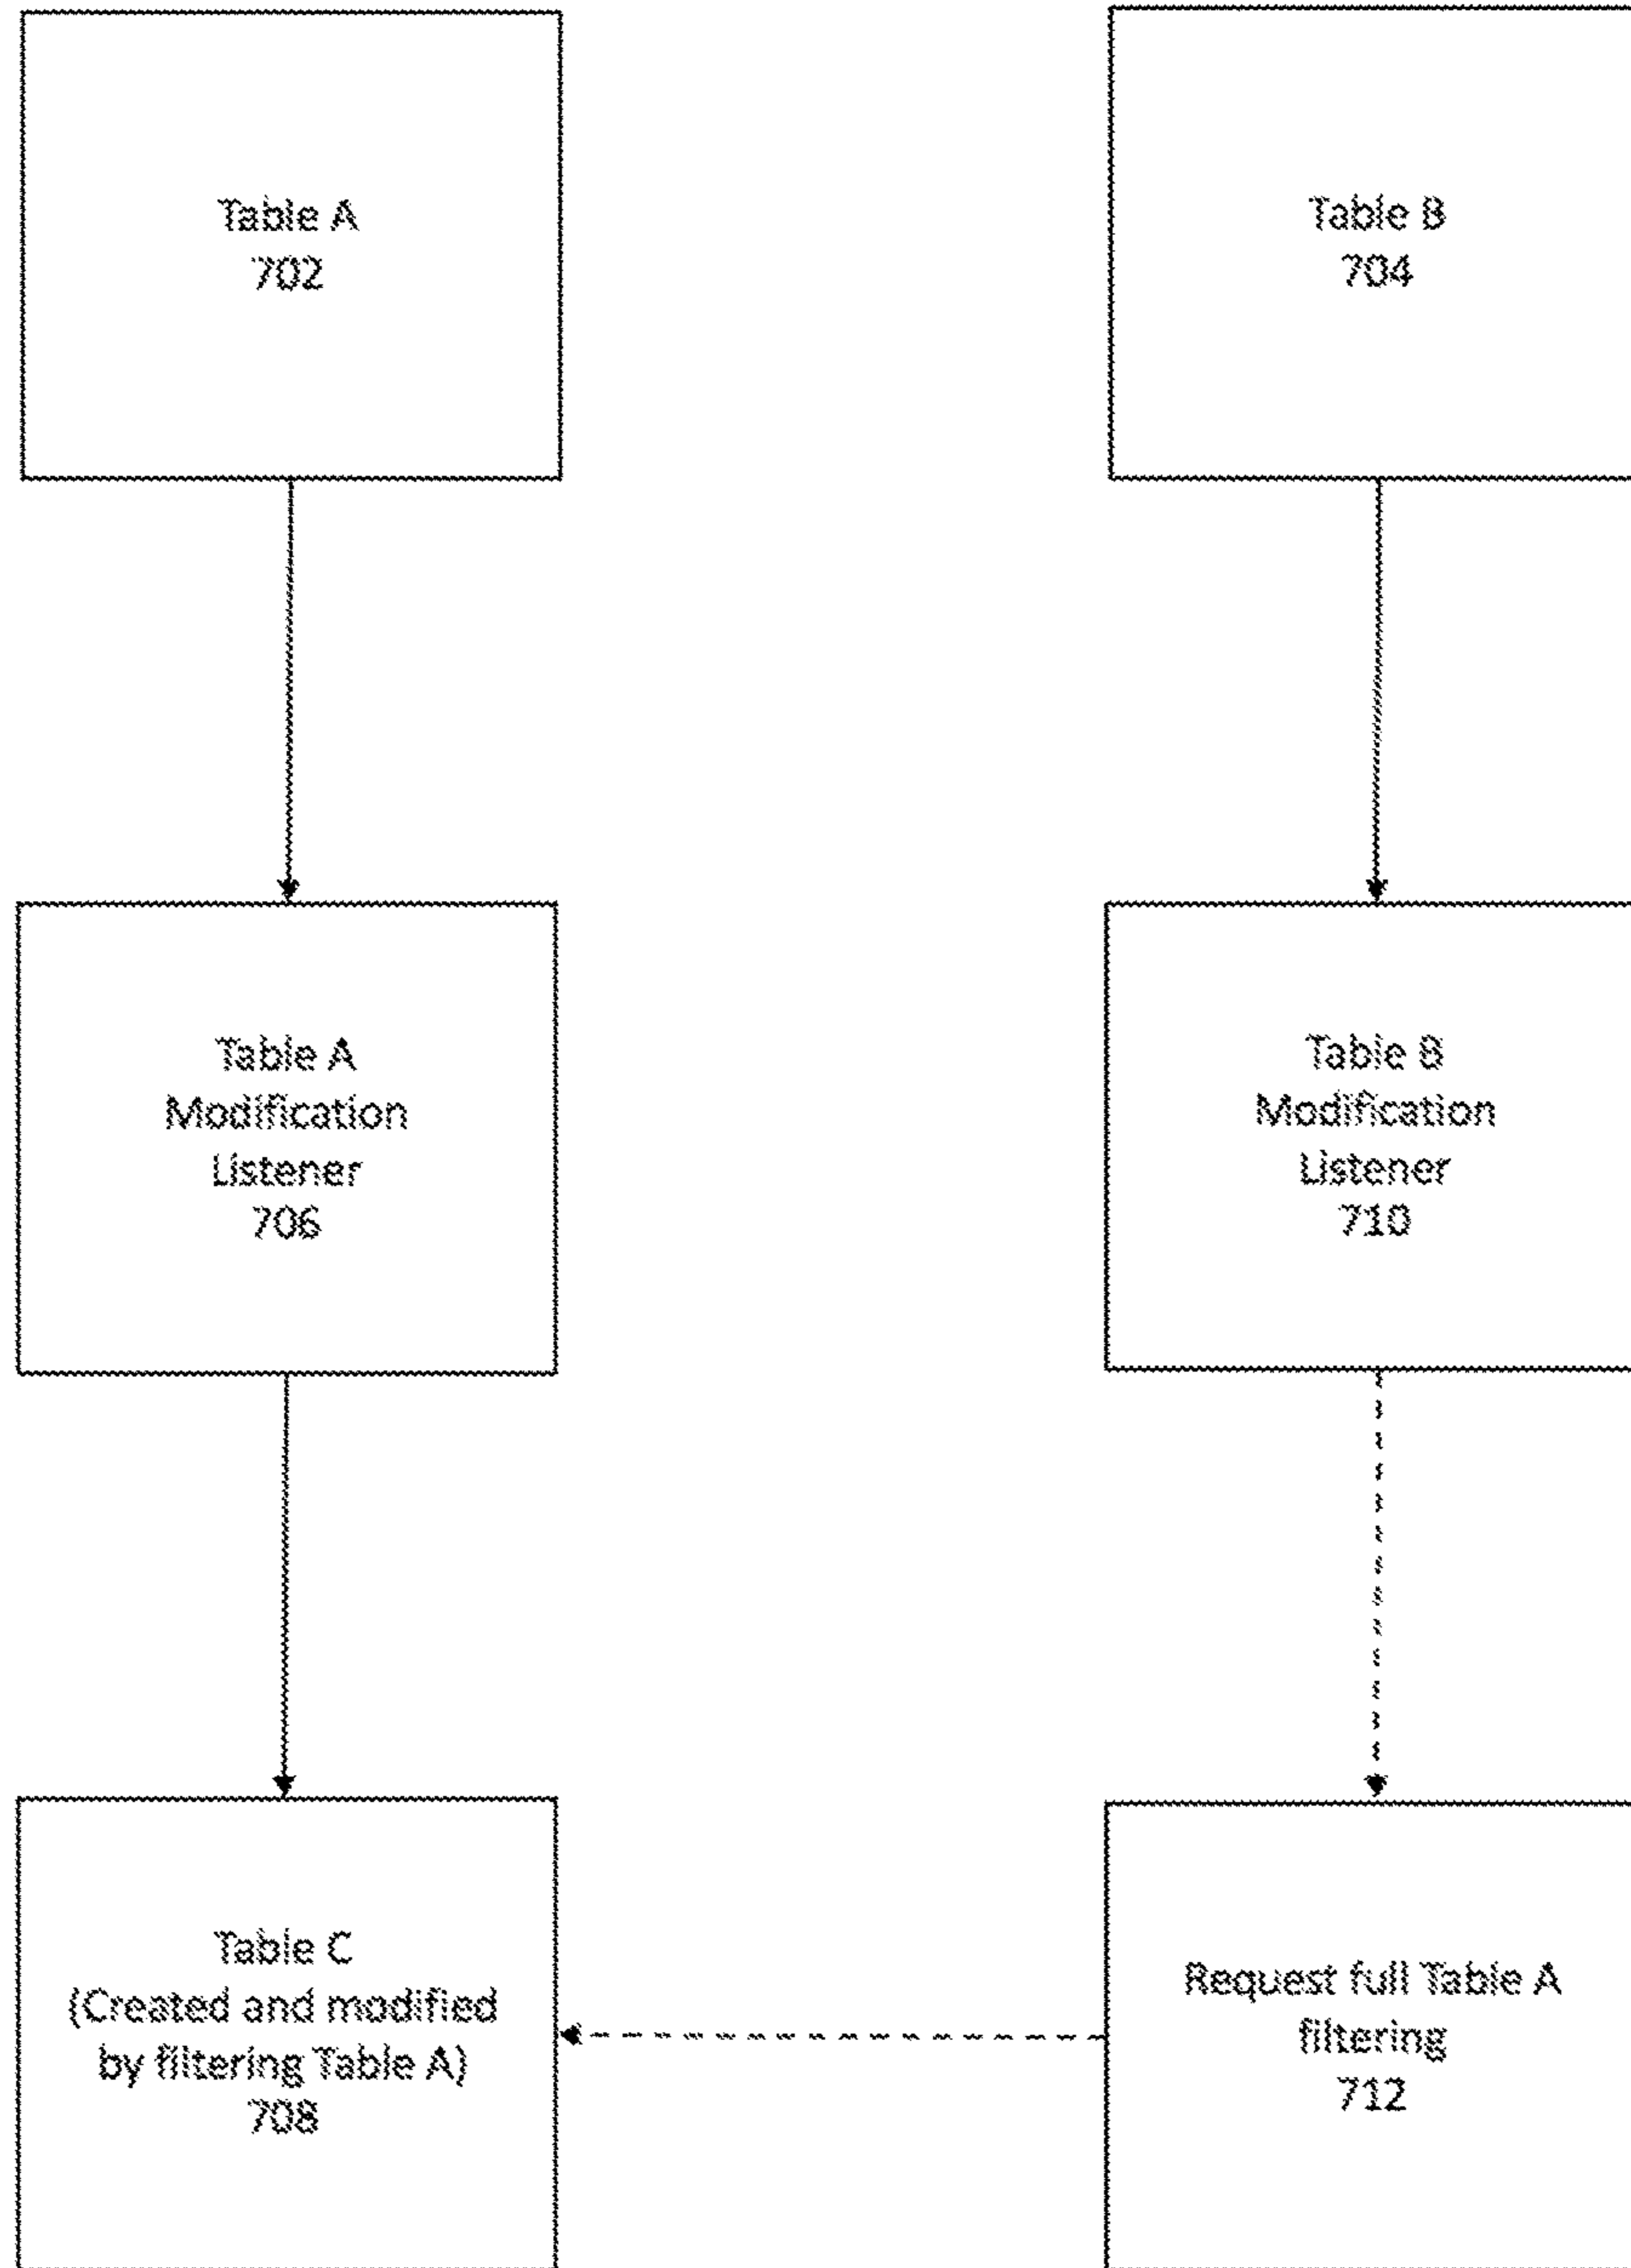 Table A
702
Table B
704
Table A
Modification
Listener
706
Table B
Modification
Listener
710
Table C
(Created and modified
by filtering Table A)
708
Request full Table A
filtering
712